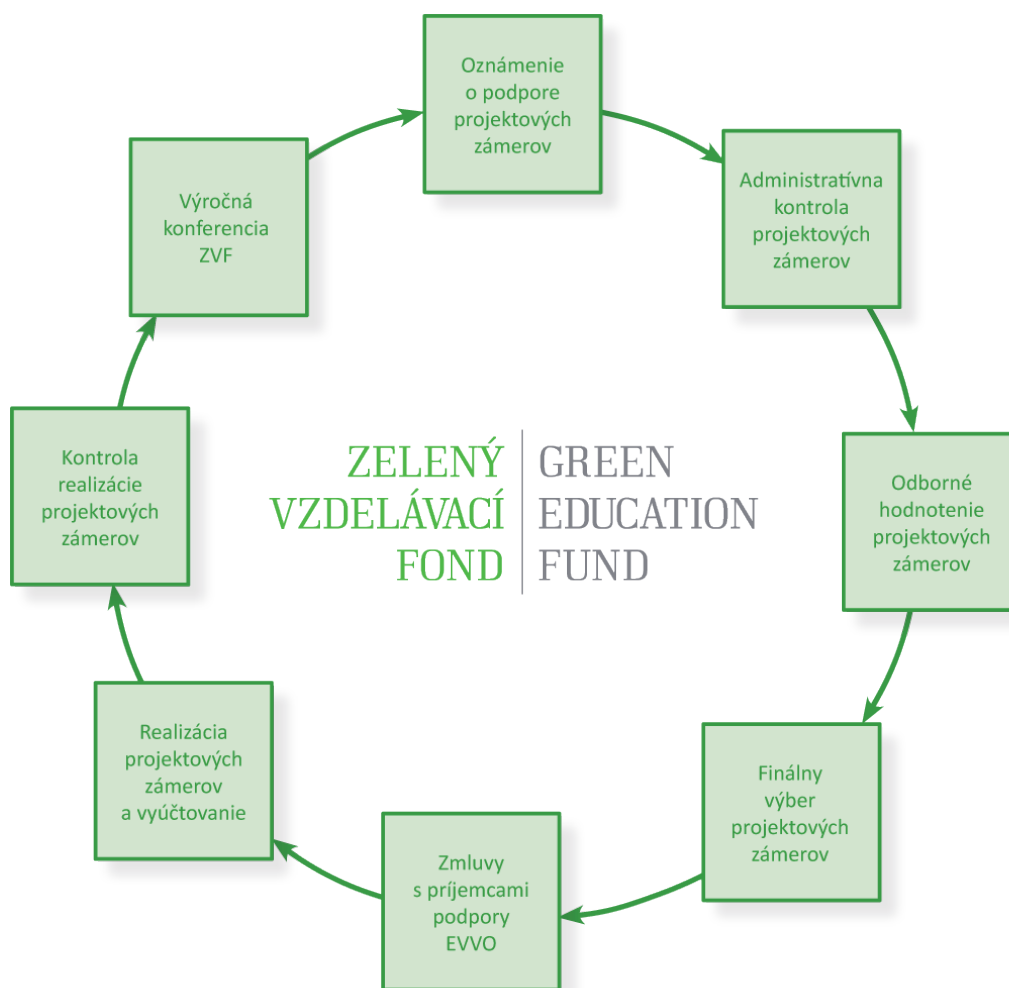 Oznámenie
o podpore
projektových
zámerov
Administratívna
kontrola
projektových
zámerov
Odborné
hodnotenie
projektových
zámerov
Finálny
výber
projektových
zámerov
Zmluvy
s príjemcami
podpory
EVVO
Realizácia
projektových
zámerov
a vyúčtovanie
Kontrola
realizácie
projektových
zámerov
Výročná
konferencia
ZVF
ZELENÝ
VZDELÁVACÍ
FOND
GREEN
EDUCATION
FUND